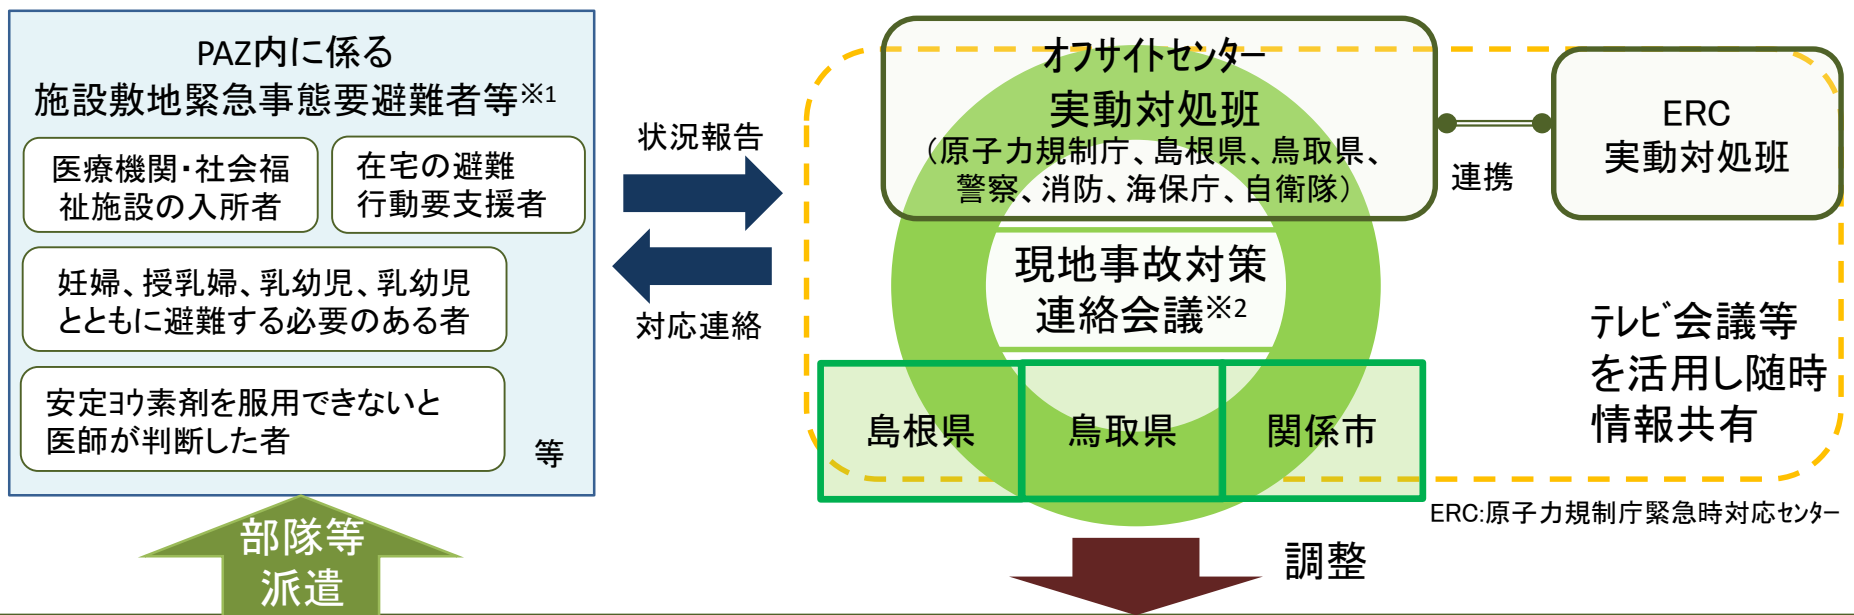 PAZ内に係る
施設敷地緊急事態要避難者等※1
医療機関・社会福
祉施設の入所者
在宅の避難
行動要支援者
妊婦、授乳婦、乳幼児、乳幼児
とともに避難する必要のある者
安定ﾖｳ素剤を服用できないと
医師が判断した者
等
部隊等
派遣
状況報告
対応連絡
ｵﾌｻｲﾄｾﾝﾀｰ
実動対処班
（原子力規制庁、島根県、鳥取県、
警察、消防、海保庁、自衛隊）
連携
ERC
実動対処班
現地事故対策
連絡会議※2
島根県
鳥取県
関係市
ﾃﾚﾋﾞ会議等
を活用し随時
情報共有
ERC:原子力規制庁緊急時対応ｾﾝﾀｰ
調整